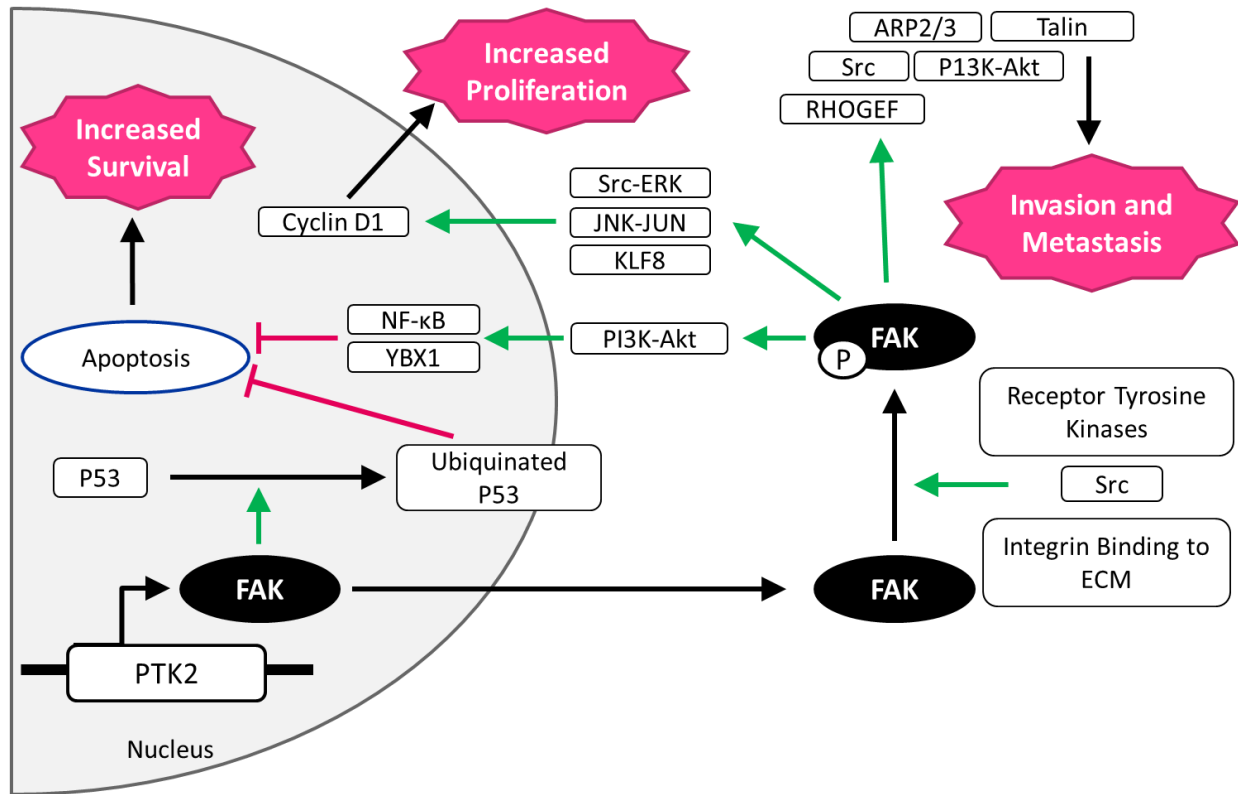 ARP2/3
Talin
Src
P13K-Akt
RHOGEF
Increased
Proliferation
Increased
Survival
Invasion and
Metastasis
Src-ERK
JNK-JUN
KLF8
Cyclin D1
NF-κB
YBX1
PI3K-Akt
FAK
P
Apoptosis
Receptor Tyrosine
Kinases
Src
Integrin Binding to
ECM
P53
Ubiquinated
P53
FAK
FAK
PTK2
Nucleus